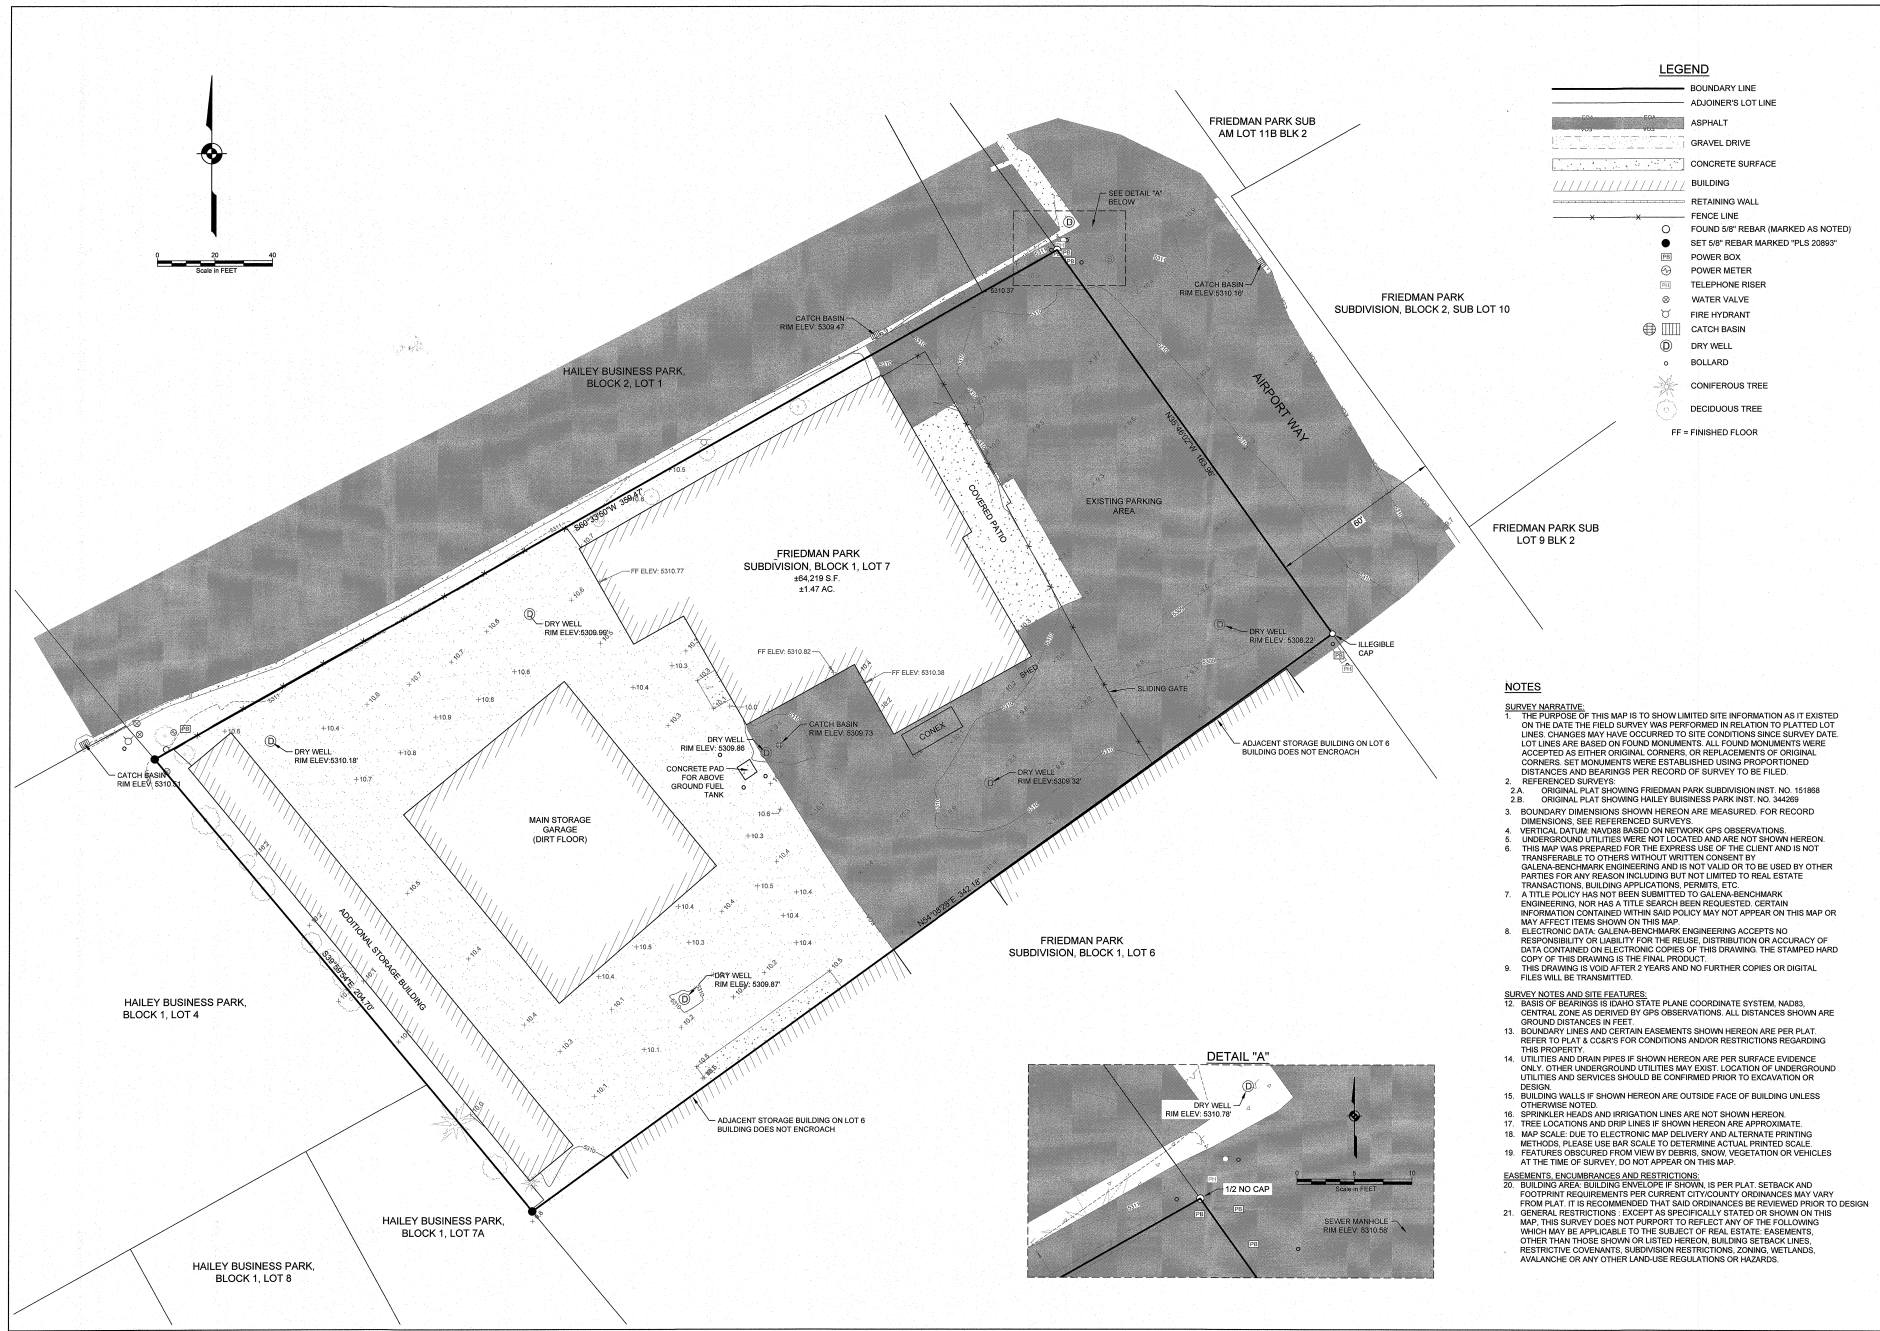 LEGEND
BOUNDARY LINE
ADJOINER'S LOT LINE
ASPHALT
GRAVEL DRIVE
CONCRETE SURFACE
BUILDING
RETAINING WALL
FENCE LINE
FOUND 5/8" REBAR (MARKED AS NOTED)
SET 5/8" REBAR MARKED "PLS 20893"
PB POWER BOX
POWER METER
TELEPHONE RISER
WATER VALVE
FIRE HYDRANT
CATCH BASIN
D DRY WELL
BOLLARD
CONIFEROUS TREE
DECIDUOUS TREE
FF = FINISHED FLOOR
0 20 40
Scale in FEET
FRIEDMAN PARK SUB
AM LOT 11B BLK 2
SEE DETAIL "A"
BELOW
CATCH BASIN
RIM ELEV:5310.16'
FRIEDMAN PARK
SUBDIVISION, BLOCK 2, SUB LOT 10
5310.37
CATCH BASIN
RIM ELEV: 5309.47
HAILEY BUSINESS PARK,
BLOCK 2, LOT 1
AIRPORT WAY
N35°46'02"W 163.96'
S60°33'50"W 359.47'
COVERED PATIO
EXISTING PARKING
AREA
60'
FRIEDMAN PARK SUB
LOT 9 BLK 2
FRIEDMAN PARK
SUBDIVISION, BLOCK 1, LOT 7
±64,219 S.F.
±1.47 AC.
FF ELEV: 5310.77
DRY WELL
RIM ELEV:5309.99'
FF ELEV: 5310.82
FF ELEV: 5310.38
SHED
SLIDING GATE
DRY WELL
RIM ELEV: 5308.22'
ILLEGIBLE
CAP
CONEX
CATCH BASIN
RIM ELEV:5309.73
DRY WELL
RIM ELEV: 5309.86
CONCRETE PAD
FOR ABOVE
GROUND FUEL
TANK
DRY WELL
RIM ELEV:5309.32'
ADJACENT STORAGE BUILDING ON LOT 6
BUILDING DOES NOT ENCROACH
DRY WELL
RIM ELEV:5310.18'
CATCH BASIN
RIM ELEV: 5310.51
MAIN STORAGE
GARAGE
(DIRT FLOOR)
ADDITIONAL STORAGE BUILDING
S39°59'54"E 204.70'
N54°08'28"E 342.18'
DRY WELL
RIM ELEV: 5309.87'
FRIEDMAN PARK
SUBDIVISION, BLOCK 1, LOT 6
HAILEY BUSINESS PARK,
BLOCK 1, LOT 4
ADJACENT STORAGE BUILDING ON LOT 6
BUILDING DOES NOT ENCROACH
HAILEY BUSINESS PARK,
BLOCK 1, LOT 7A
HAILEY BUSINESS PARK,
BLOCK 1, LOT 8
DETAIL "A"
DRY WELL
RIM ELEV: 5310.78'
1/2 NO CAP
0 5 10
Scale in FEET
SEWER MANHOLE
RIM ELEV: 5310.58'
NOTES
SURVEY NARRATIVE:
1. THE PURPOSE OF THIS MAP IS TO SHOW LIMITED SITE INFORMATION AS IT EXISTED
ON THE DATE THE FIELD SURVEY WAS PERFORMED IN RELATION TO PLATTED LOT
LINES. CHANGES MAY HAVE OCCURRED TO SITE CONDITIONS SINCE SURVEY DATE.
LOT LINES ARE BASED ON FOUND MONUMENTS. ALL FOUND MONUMENTS WERE
ACCEPTED AS EITHER ORIGINAL CORNERS, OR REPLACEMENTS OF ORIGINAL
CORNERS. SET MONUMENTS WERE ESTABLISHED USING PROPORTIONED
DISTANCES AND BEARINGS PER RECORD OF SURVEY TO BE FILED.
2. REFERENCED SURVEYS:
2.A. ORIGINAL PLAT SHOWING FRIEDMAN PARK SUBDIVISION INST. NO. 151868
2.B. ORIGINAL PLAT SHOWING HAILEY BUSINESS PARK INST. NO. 344269
3. BOUNDARY DIMENSIONS SHOWN HEREON ARE MEASURED. FOR RECORD
DIMENSIONS, SEE REFERENCED SURVEYS.
4. VERTICAL DATUM: NAVD88 BASED ON NETWORK GPS OBSERVATIONS.
5. UNDERGROUND UTILITIES WERE NOT LOCATED AND ARE NOT SHOWN HEREON.
6. THIS MAP WAS PREPARED FOR THE EXPRESS USE OF THE CLIENT AND IS NOT
TRANSFERABLE TO OTHERS WITHOUT WRITTEN CONSENT BY
GALENA-BENCHMARK ENGINEERING AND IS NOT VALID OR TO BE USED BY OTHER
PARTIES FOR ANY REASON INCLUDING BUT NOT LIMITED TO REAL ESTATE
TRANSACTIONS, BUILDING APPLICATIONS, PERMITS, ETC.
7. A TITLE POLICY HAS NOT BEEN SUBMITTED TO GALENA-BENCHMARK
ENGINEERING, NOR HAS A TITLE SEARCH BEEN REQUESTED. CERTAIN
INFORMATION CONTAINED WITHIN SAID POLICY MAY NOT APPEAR ON THIS MAP OR
MAY AFFECT ITEMS SHOWN ON THIS MAP.
8. ELECTRONIC DATA: GALENA-BENCHMARK ENGINEERING ACCEPTS NO
RESPONSIBILITY OR LIABILITY FOR THE REUSE, DISTRIBUTION OR ACCURACY OF
DATA CONTAINED ON ELECTRONIC COPIES OF THIS DRAWING. THE STAMPED HARD
COPY OF THIS DRAWING IS THE FINAL PRODUCT.
9. THIS DRAWING IS VOID AFTER 2 YEARS AND NO FURTHER COPIES OR DIGITAL
FILES WILL BE TRANSMITTED.
SURVEY NOTES AND SITE FEATURES:
12. BASIS OF BEARINGS IS IDAHO STATE PLANE COORDINATE SYSTEM, NAD83,
CENTRAL ZONE AS DERIVED BY GPS OBSERVATIONS. ALL DISTANCES SHOWN ARE
GROUND DISTANCES IN FEET.
13. BOUNDARY LINES AND CERTAIN EASEMENTS SHOWN HEREON ARE PER PLAT.
REFER TO PLAT & CC&R'S FOR CONDITIONS AND/OR RESTRICTIONS REGARDING
THIS PROPERTY.
14. UTILITIES AND DRAIN PIPES IF SHOWN HEREON ARE PER SURFACE EVIDENCE
ONLY. OTHER UNDERGROUND UTILITIES MAY EXIST. LOCATION OF UNDERGROUND
UTILITIES AND SERVICES SHOULD BE CONFIRMED PRIOR TO EXCAVATION OR
DESIGN.
15. BUILDING WALLS IF SHOWN HEREON ARE OUTSIDE FACE OF BUILDING UNLESS
OTHERWISE NOTED.
16. SPRINKLER HEADS AND IRRIGATION LINES ARE NOT SHOWN HEREON.
17. TREE LOCATIONS AND DRIP LINES IF SHOWN HEREON ARE APPROXIMATE.
18. MAP SCALE: DUE TO ELECTRONIC MAP DELIVERY AND ALTERNATE PRINTING
METHODS, PLEASE USE BAR SCALE TO DETERMINE ACTUAL PRINTED SCALE.
19. FEATURES OBSCURED FROM VIEW BY DEBRIS, SNOW, VEGETATION OR VEHICLES
AT THE TIME OF SURVEY, DO NOT APPEAR ON THIS MAP.
EASEMENTS, ENCUMBRANCES AND RESTRICTIONS:
20. BUILDING AREA: BUILDING ENVELOPE IF SHOWN, IS PER PLAT. SETBACK AND
FOOTPRINT REQUIREMENTS PER CURRENT CITY/COUNTY ORDINANCES MAY VARY
FROM PLAT. IT IS RECOMMENDED THAT SAID ORDINANCES BE REVIEWED PRIOR TO DESIGN
21. GENERAL RESTRICTIONS : EXCEPT AS SPECIFICALLY STATED OR SHOWN ON THIS
MAP, THIS SURVEY DOES NOT PURPORT TO REFLECT ANY OF THE FOLLOWING
WHICH MAY BE APPLICABLE TO THE SUBJECT OF REAL ESTATE: EASEMENTS,
OTHER THAN THOSE SHOWN OR LISTED HEREON, BUILDING SETBACK LINES,
RESTRICTIVE COVENANTS, SUBDIVISION RESTRICTIONS, ZONING, WETLANDS,
AVALANCHE OR ANY OTHER LAND-USE REGULATIONS OR HAZARDS.